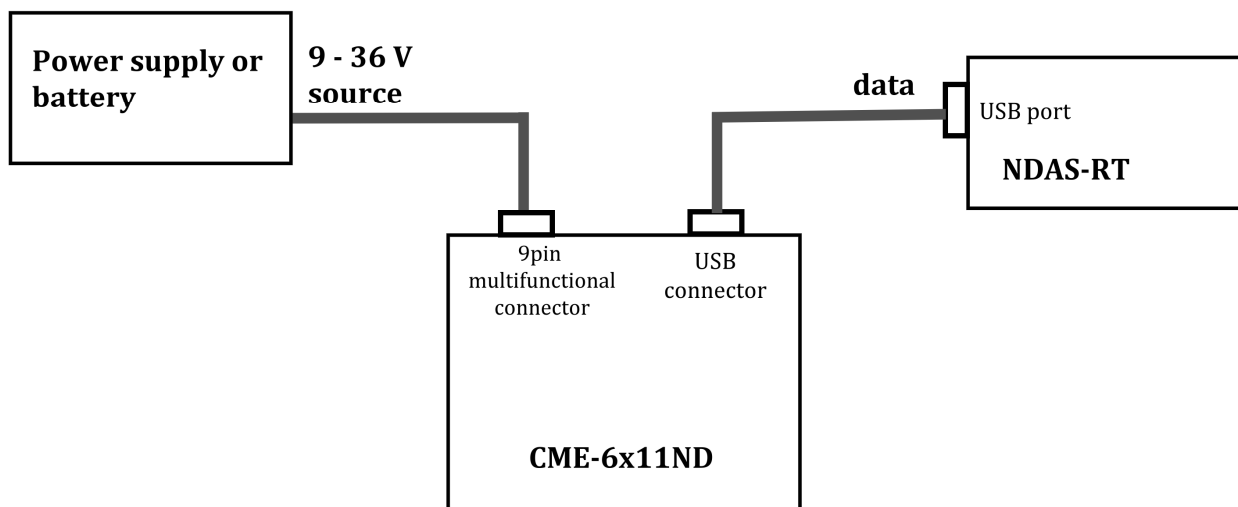 Power supply or
battery
9 - 36 V
source
data
USB port
NDAS-RT
9pin
multifunctional
connector
USB
connector
CME-6x11ND